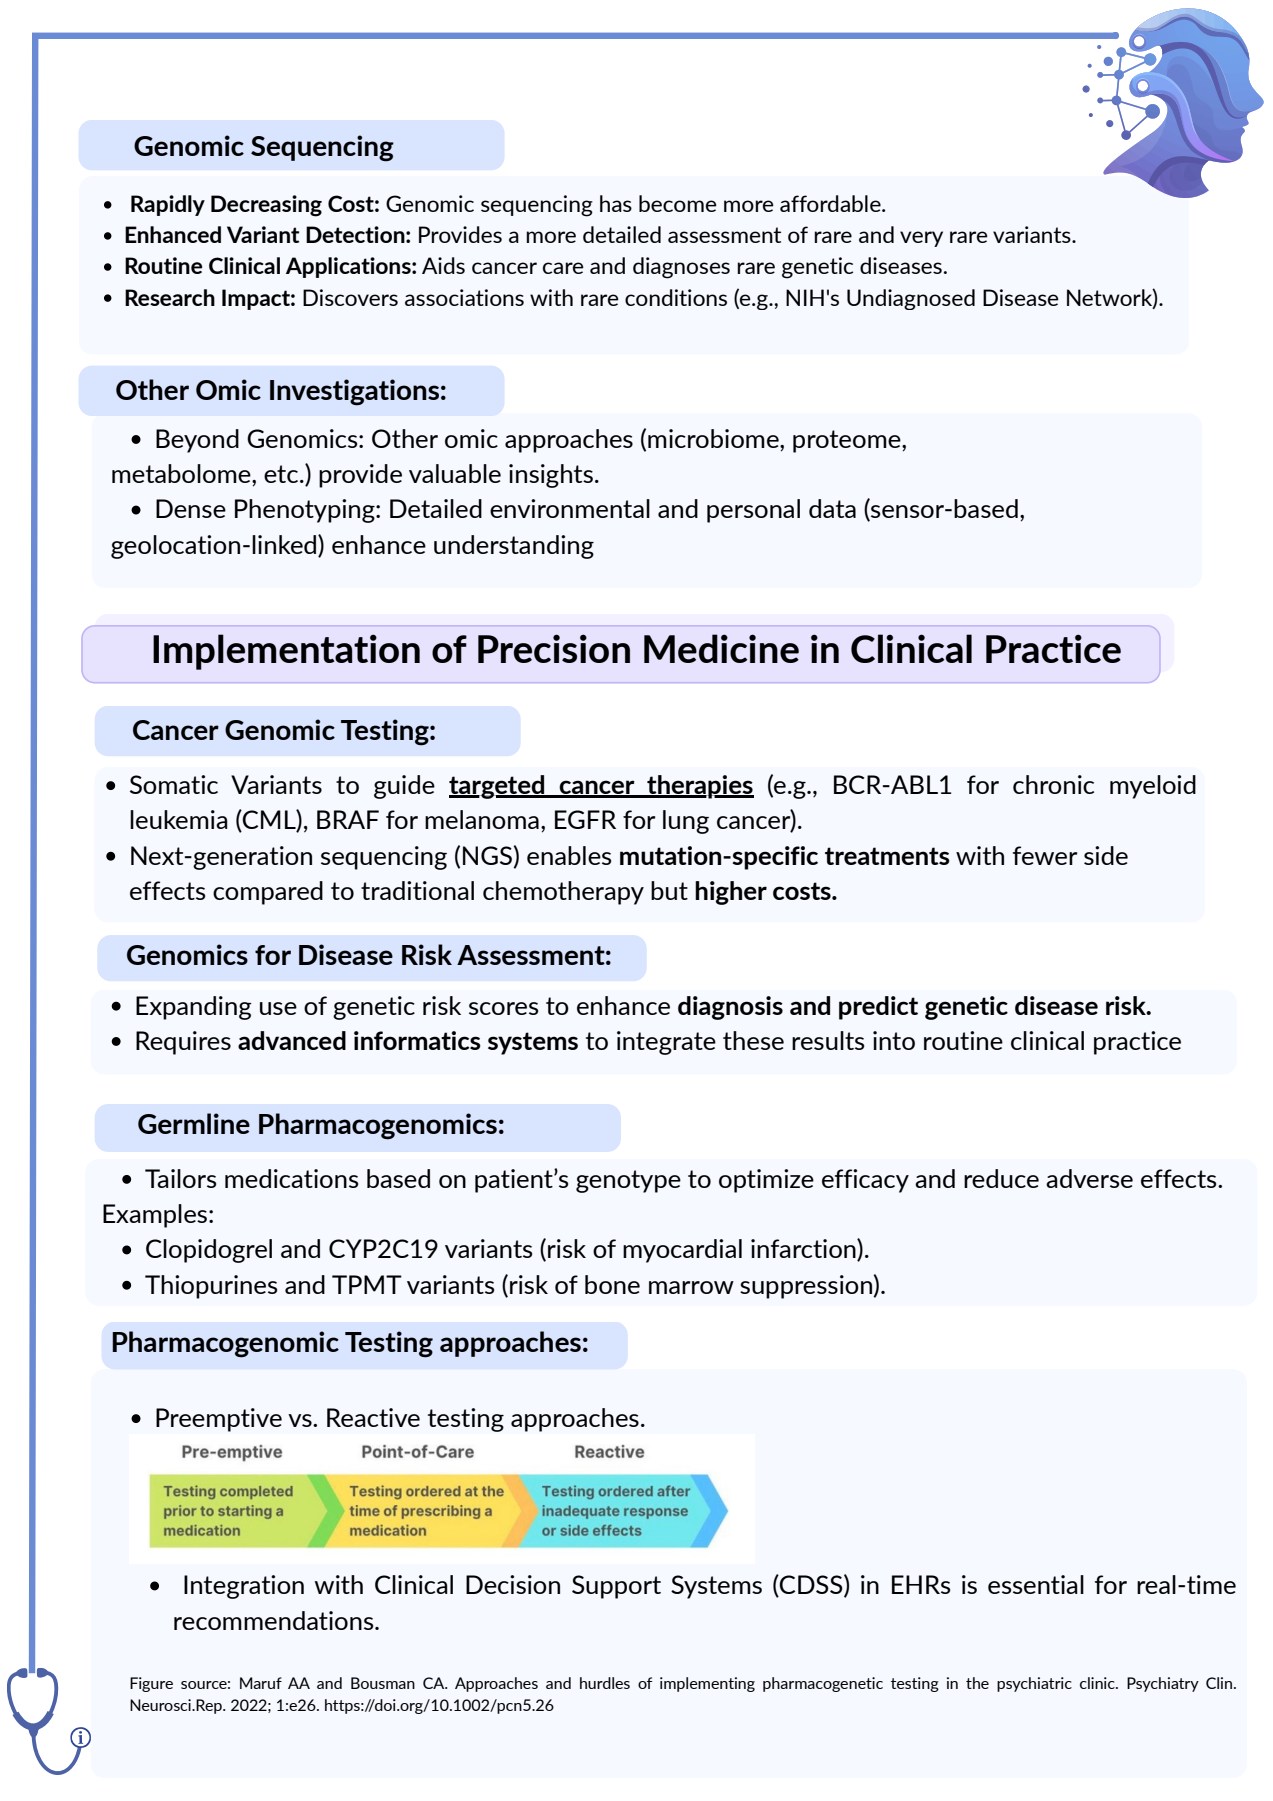 Genomic Sequencing
• Rapidly Decreasing Cost: Genomic sequencing has become more affordable.
• Enhanced Variant Detection: Provides a more detailed assessment of rare and very rare variants.
• Routine Clinical Applications: Aids cancer care and diagnoses rare genetic diseases.
• Research Impact: Discovers associations with rare conditions (e.g., NIH's Undiagnosed Disease Network).
Other Omic Investigations:
• Beyond Genomics: Other omic approaches (microbiome, proteome,
metabolome, etc.) provide valuable insights.
• Dense Phenotyping: Detailed environmental and personal data (sensor-based,
geolocation-linked) enhance understanding
Implementation of Precision Medicine in Clinical Practice
Cancer Genomic Testing:
• Somatic Variants to guide targeted cancer therapies (e.g., BCR-ABL1 for chronic myeloid
leukemia (CML), BRAF for melanoma, EGFR for lung cancer).
• Next-generation sequencing (NGS) enables mutation-specific treatments with fewer side
effects compared to traditional chemotherapy but higher costs.
Genomics for Disease Risk Assessment:
• Expanding use of genetic risk scores to enhance diagnosis and predict genetic disease risk.
• Requires advanced informatics systems to integrate these results into routine clinical practice
Germline Pharmacogenomics:
• Tailors medications based on patient’s genotype to optimize efficacy and reduce adverse effects.
Examples:
• Clopidogrel and CYP2C19 variants (risk of myocardial infarction).
• Thiopurines and TPMT variants (risk of bone marrow suppression).
Pharmacogenomic Testing approaches:
• Preemptive vs. Reactive testing approaches.
Pre-emptive
Testing completed
prior to starting a
medication
Point-of-Care
Testing ordered at the
time of prescribing a
medication
Reactive
Testing ordered after
inadequate response
or side effects
• Integration with Clinical Decision Support Systems (CDSS) in EHRs is essential for real-time
recommendations.
Figure source: Maruf AA and Bousman CA. Approaches and hurdles of implementing pharmacogenetic testing in the psychiatric clinic. Psychiatry Clin.
Neurosci.Rep. 2022; 1:e26. https://doi.org/10.1002/pcn5.26
i